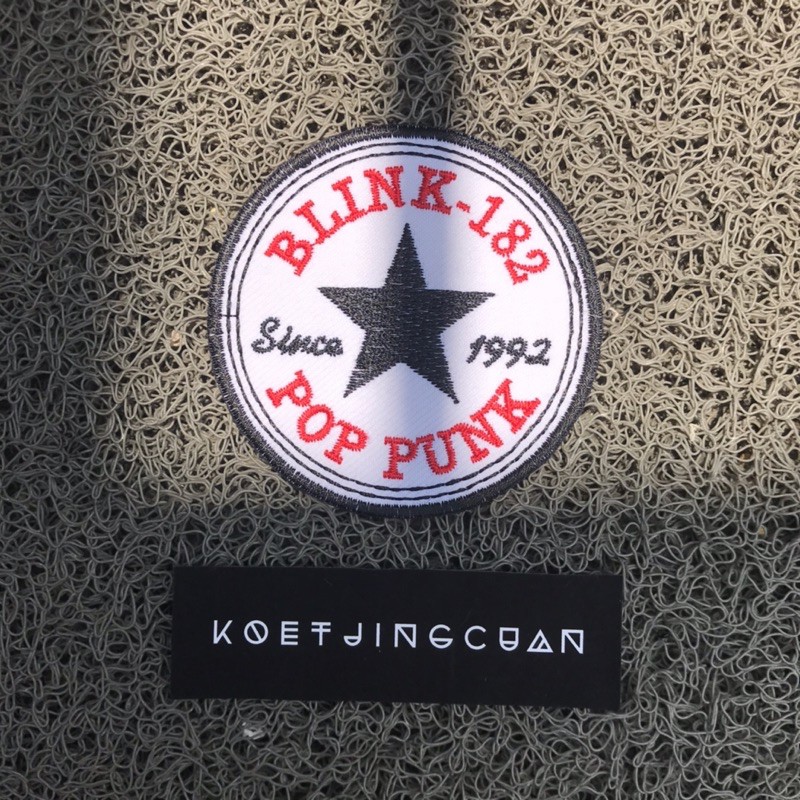 BLINK-182
Since 1992
POP PUNK
KOETJINGCUAN